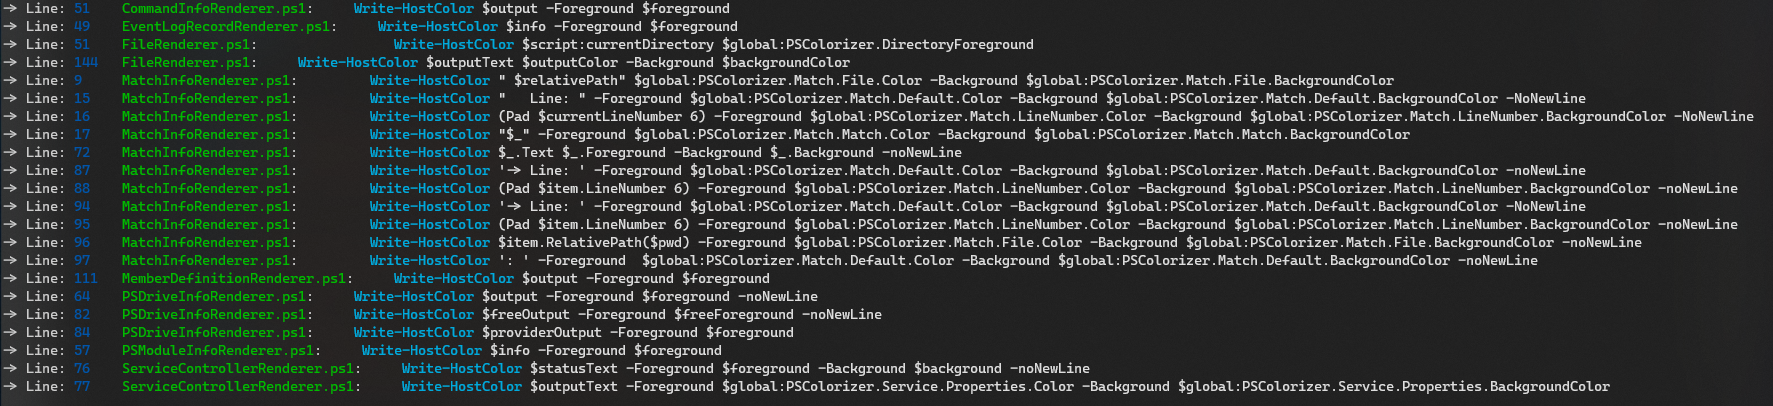 → Line: 51    CommandInfoRenderer.ps1:     Write-HostColor $output -Foreground $foreground
→ Line: 49    EventLogRecordRenderer.ps1:     Write-HostColor $info -Foreground $foreground
→ Line: 51    FileRenderer.ps1:                 Write-HostColor $script:currentDirectory $global:PSColorizer.DirectoryForeground
→ Line: 144   FileRenderer.ps1:     Write-HostColor $outputText $outputColor -Background $backgroundColor
→ Line: 9     MatchInfoRenderer.ps1:         Write-HostColor " $relativePath" $global:PSColorizer.Match.File.Color -Background $global:PSColorizer.Match.File.BackgroundColor
→ Line: 15    MatchInfoRenderer.ps1:         Write-HostColor "   Line: " -Foreground $global:PSColorizer.Match.Default.Color -Background $global:PSColorizer.Match.Default.BackgroundColor -NoNewline
→ Line: 16    MatchInfoRenderer.ps1:         Write-HostColor (Pad $currentLineNumber 6) -Foreground $global:PSColorizer.Match.LineNumber.Color -Background $global:PSColorizer.Match.LineNumber.BackgroundColor -NoNewline
→ Line: 17    MatchInfoRenderer.ps1:         Write-HostColor "$_" -Foreground $global:PSColorizer.Match.Match.Color -Background $global:PSColorizer.Match.Match.BackgroundColor
→ Line: 72    MatchInfoRenderer.ps1:         Write-HostColor $_.Text $_.Foreground -Background $_.Background -noNewLine
→ Line: 87    MatchInfoRenderer.ps1:         Write-HostColor '→ Line: ' -Foreground $global:PSColorizer.Match.Default.Color -Background $global:PSColorizer.Match.Default.BackgroundColor -noNewLine
→ Line: 88    MatchInfoRenderer.ps1:         Write-HostColor (Pad $item.LineNumber 6) -Foreground $global:PSColorizer.Match.LineNumber.Color -Background $global:PSColorizer.Match.LineNumber.BackgroundColor -noNewLine
→ Line: 94    MatchInfoRenderer.ps1:         Write-HostColor '→ Line: ' -Foreground $global:PSColorizer.Match.Default.Color -Background $global:PSColorizer.Match.Default.BackgroundColor -NoNewLine
→ Line: 95    MatchInfoRenderer.ps1:         Write-HostColor (Pad $item.LineNumber 6) -Foreground $global:PSColorizer.Match.LineNumber.Color -Background $global:PSColorizer.Match.LineNumber.BackgroundColor -noNewLine
→ Line: 96    MatchInfoRenderer.ps1:         Write-HostColor $item.RelativePath($pwd) -Foreground $global:PSColorizer.Match.File.Color -Background $global:PSColorizer.Match.File.BackgroundColor -noNewLine
→ Line: 97    MatchInfoRenderer.ps1:         Write-HostColor ': ' -Foreground  $global:PSColorizer.Match.Default.Color -Background $global:PSColorizer.Match.Default.BackgroundColor -noNewLine
→ Line: 111   MemberDefinitionRenderer.ps1:     Write-HostColor $output -Foreground $foreground
→ Line: 64    PSDriveInfoRenderer.ps1:     Write-HostColor $output -Foreground $foreground -noNewLine
→ Line: 82    PSDriveInfoRenderer.ps1:     Write-HostColor $freeOutput -Foreground $freeForeground -noNewLine
→ Line: 84    PSDriveInfoRenderer.ps1:     Write-HostColor $providerOutput -Foreground $foreground
→ Line: 57    PSModuleInfoRenderer.ps1:     Write-HostColor $info -Foreground $foreground
→ Line: 76    ServiceControllerRenderer.ps1:     Write-HostColor $statusText -Foreground $foreground -Background $background -noNewLine
→ Line: 77    ServiceControllerRenderer.ps1:     Write-HostColor $outputText -Foreground $global:PSColorizer.Service.Properties.Color -Background $global:PSColorizer.Service.Properties.BackgroundColor